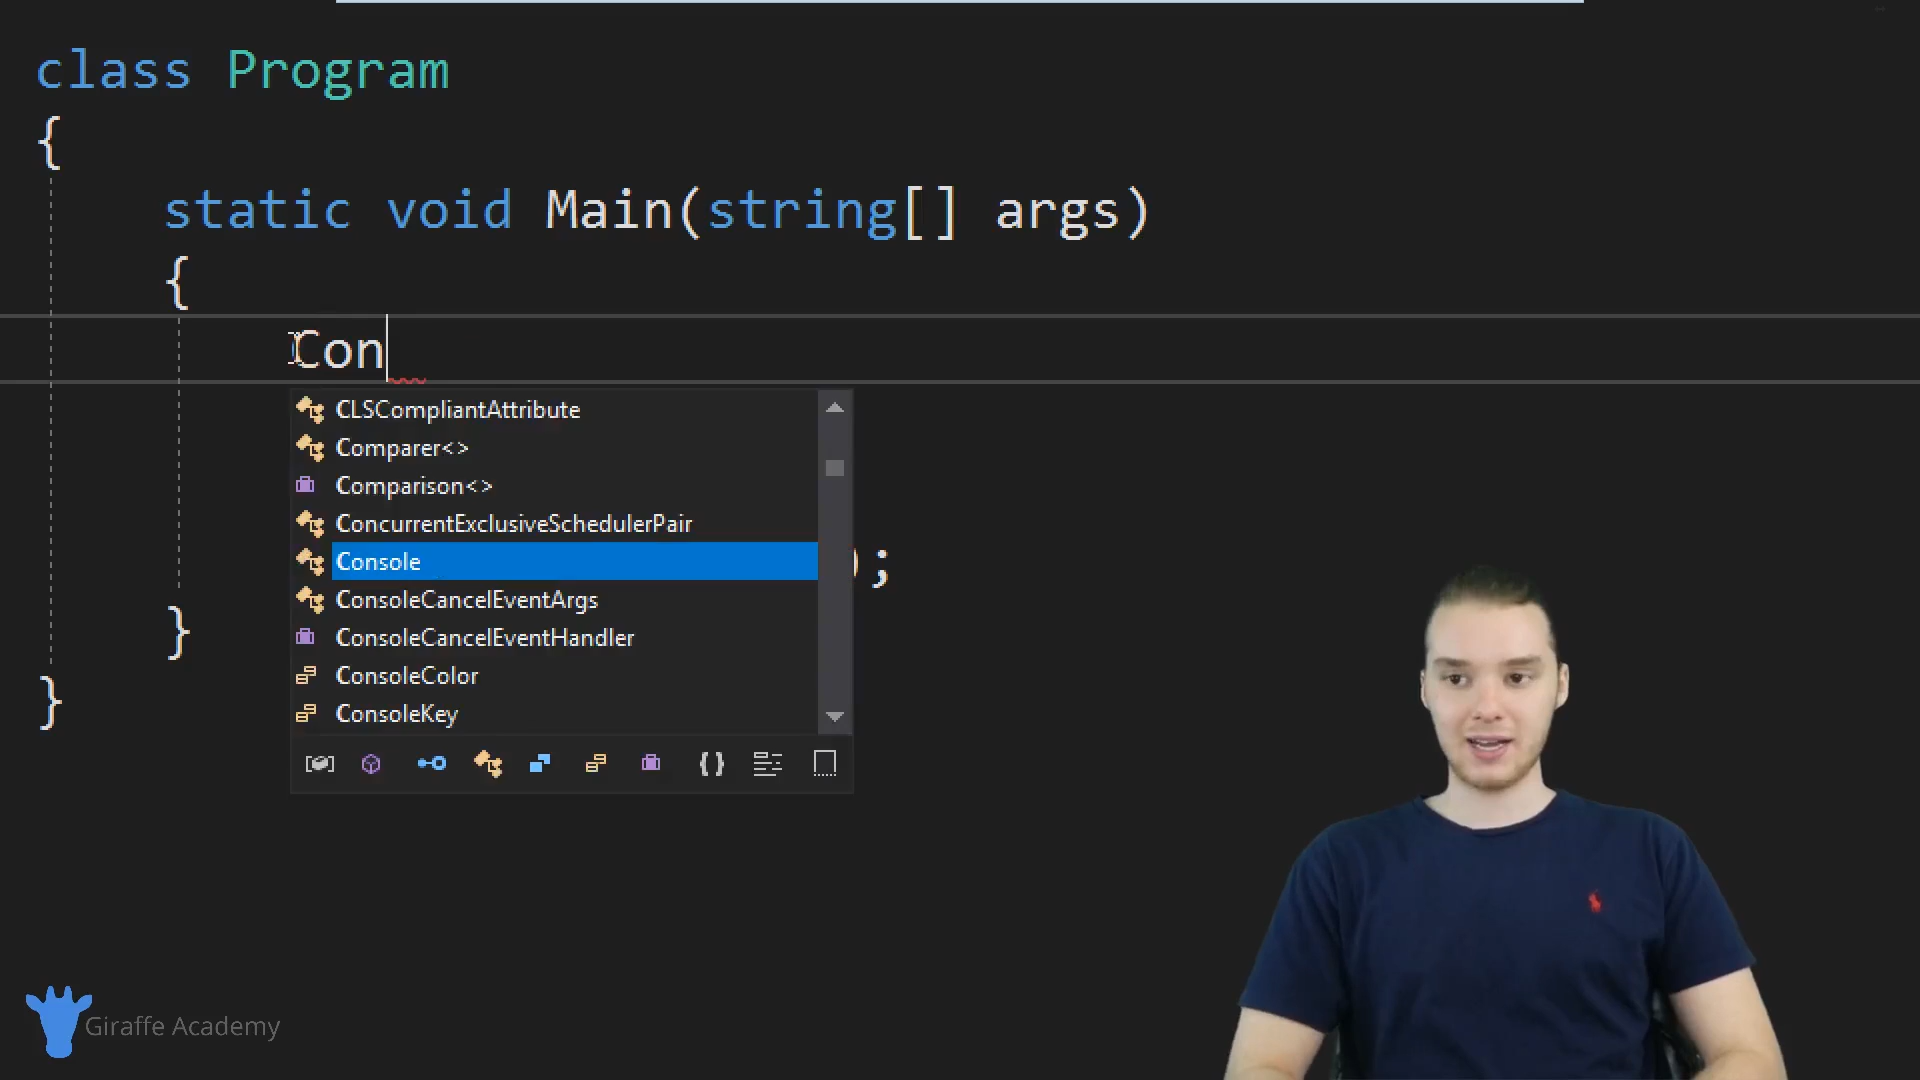 class Program
{
static void Main(string[] args)
{
Con
CLSCompliantAttribute
Comparer<>
Comparison<>
ConcurrentExclusiveSchedulerPair
Console
ConsoleCancelEventArgs
ConsoleCancelEventHandler
ConsoleColor
ConsoleKey
);
}
}
Giraffe Academy